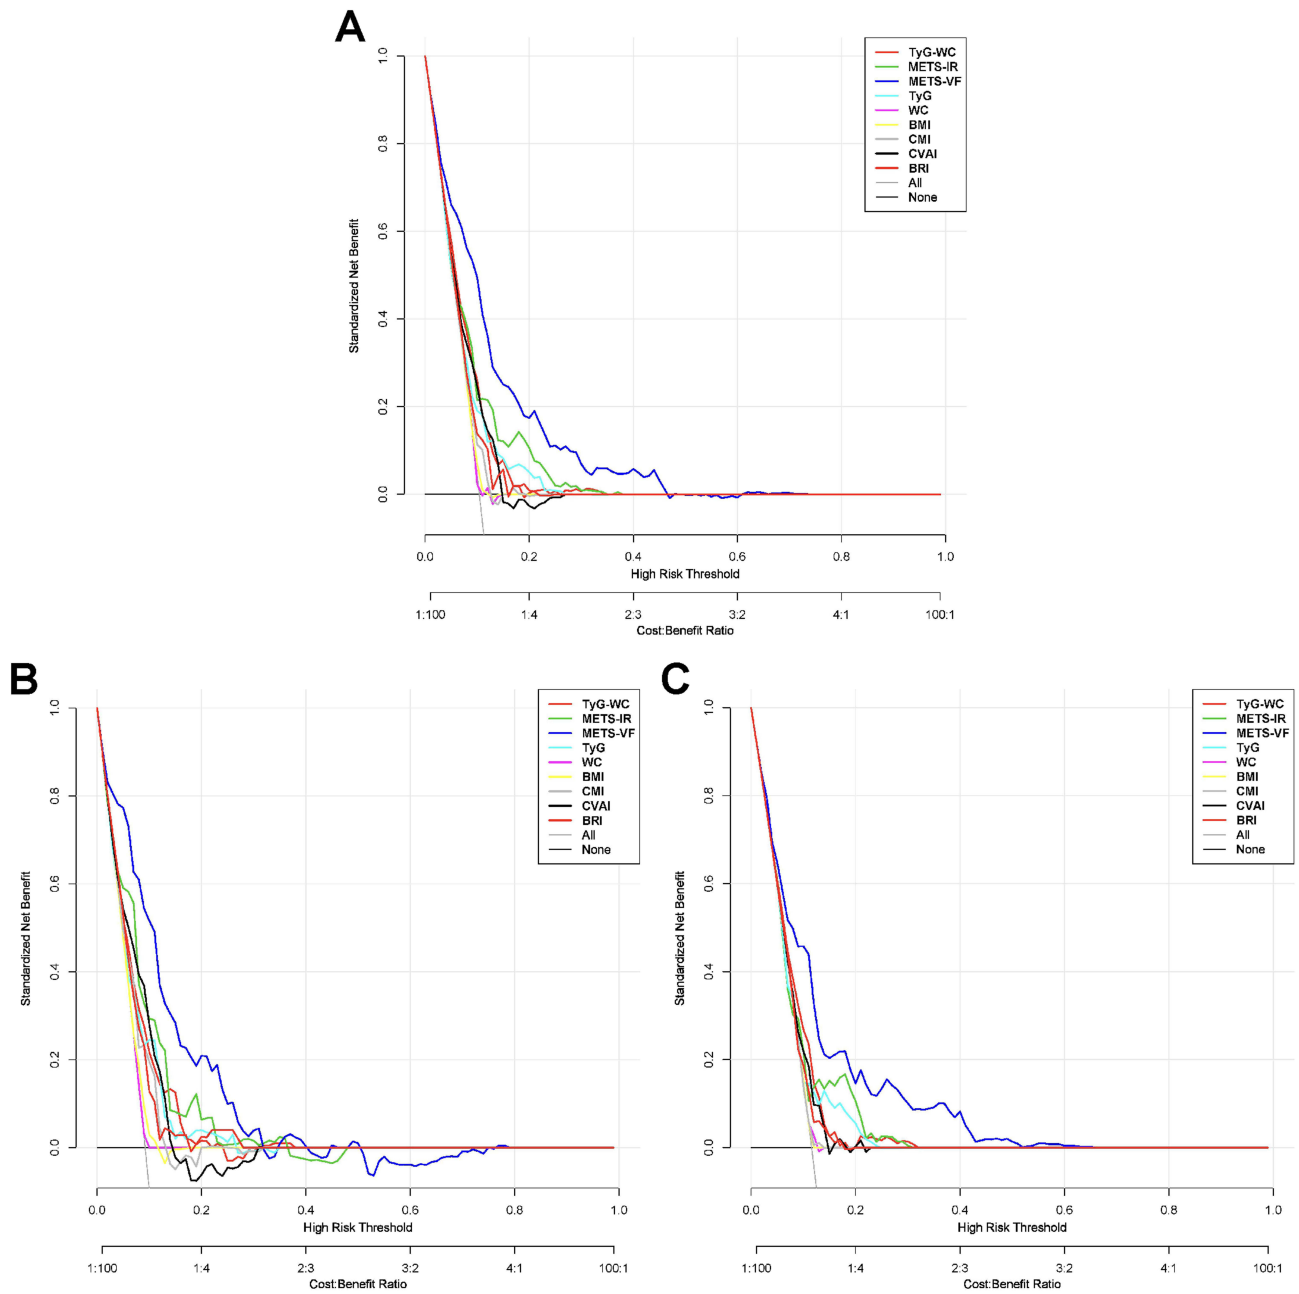 A
TyG-WC
METS-IR
METS-VF
TyG
WC
BMI
CMI
CVAI
BRI
All
None
Standardized Net Benefit
1.0
0.8
0.6
0.4
0.2
0.0
0.0 0.2 0.4 0.6 0.8 1.0
High Risk Threshold
1:100 1:4 2:3 3:2 4:1 100:1
Cost:Benefit Ratio
B
TyG-WC
METS-IR
METS-VF
TyG
WC
BMI
CMI
CVAI
BRI
All
None
Standardized Net Benefit
1.0
0.8
0.6
0.4
0.2
0.0
0.0 0.2 0.4 0.6 0.8 1.0
High Risk Threshold
1:100 1:4 2:3 3:2 4:1 100:1
Cost:Benefit Ratio
C
TyG-WC
METS-IR
METS-VF
TyG
WC
BMI
CMI
CVAI
BRI
All
None
Standardized Net Benefit
1.0
0.8
0.6
0.4
0.2
0.0
0.0 0.2 0.4 0.6 0.8 1.0
High Risk Threshold
1:100 1:4 2:3 3:2 4:1 100:1
Cost:Benefit Ratio